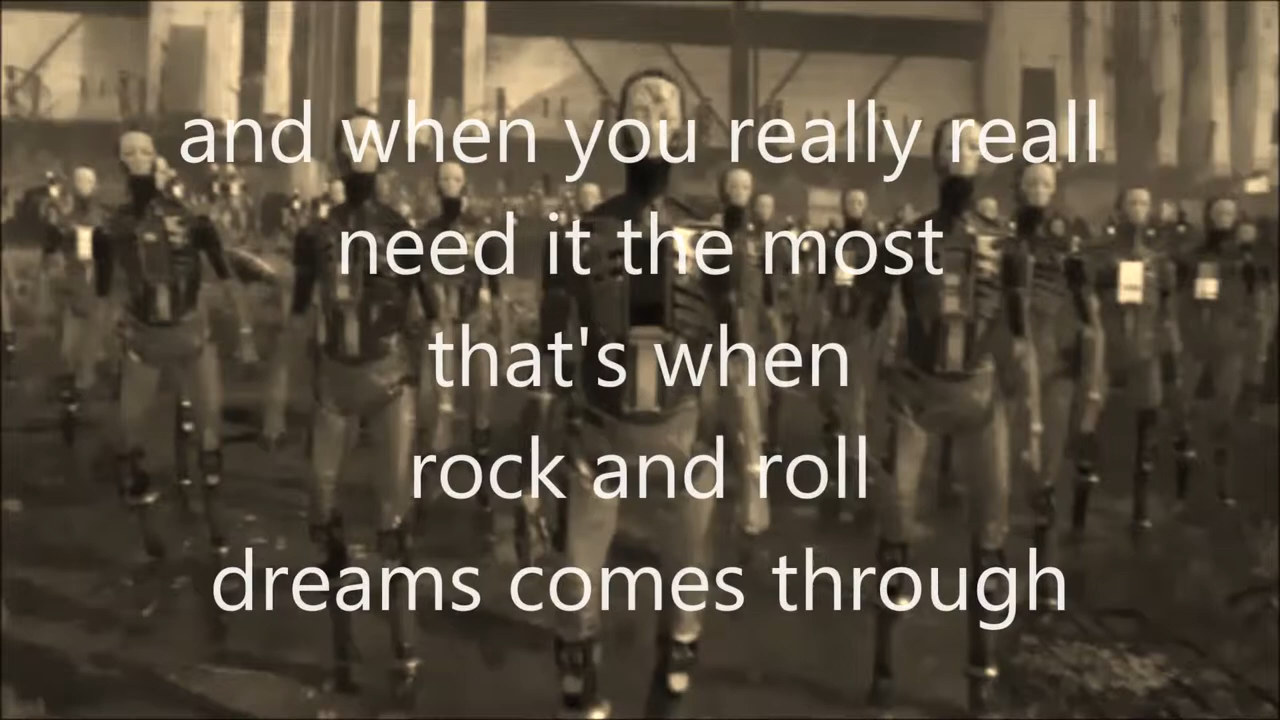 and when you really reall
need it the most
that's when
rock and roll
dreams comes through